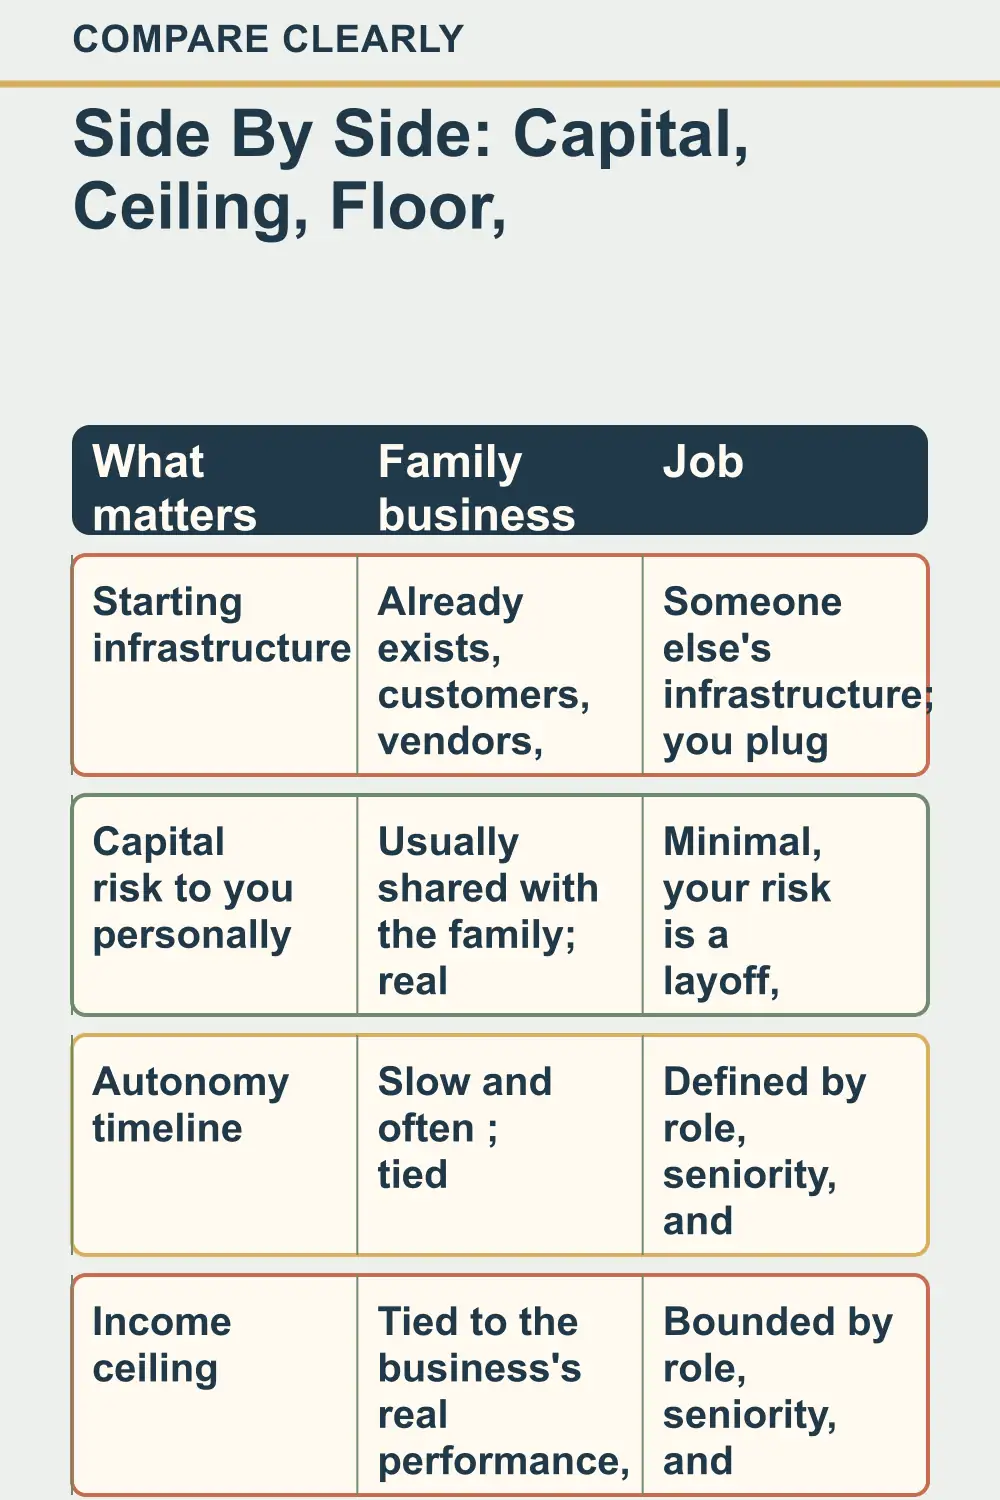 COMPARE CLEARLY
Side By Side: Capital,
Ceiling, Floor,
What
matters
Family
business
Job
Starting
infrastructure
Already
exists,
customers,
vendors,
Someone
else's
infrastructure;
you plug
Capital
risk to you
personally
Usually
shared with
the family;
real
Minimal,
your risk
is a
layoff,
Autonomy
timeline
Slow and
often ;
tied
Defined by
role,
seniority,
and
Income
ceiling
Tied to the
business's
real
performance,
Bounded by
role,
seniority,
and